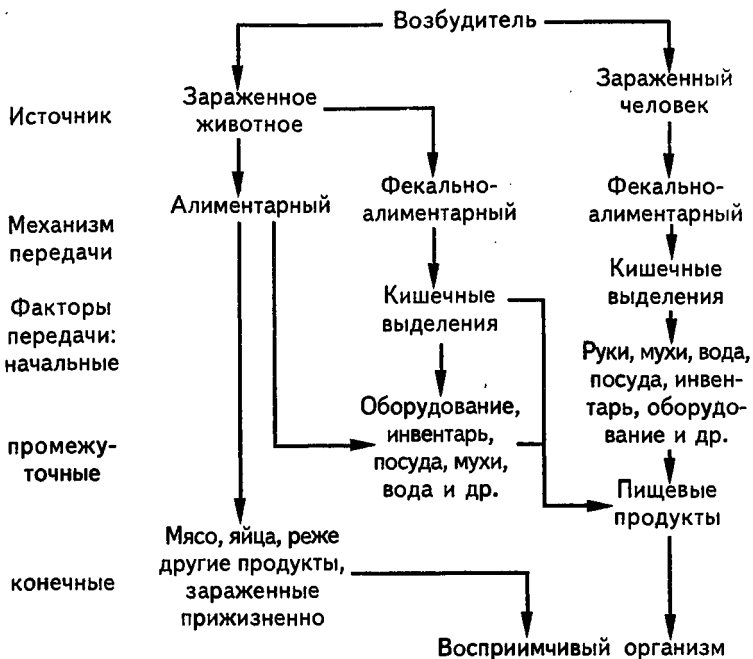 Возбудитель
Источник
Зараженное
животное
Зараженный
человек
Механизм
передачи
Алиментарный
Фекально-
алиментарный
Фекально-
алиментарный
Факторы
передачи:
начальные
Кишечные
выделения
Кишечные
выделения
промежу-
точные
Оборудование,
инвентарь,
посуда, мухи,
вода и др.
Руки, мухи, вода,
посуда, инвен-
тарь, оборудо-
вание и др.
Пищевые
продукты
конечные
Мясо, яйца, реже
другие продукты,
зараженные
прижизненно
Восприимчивый организм